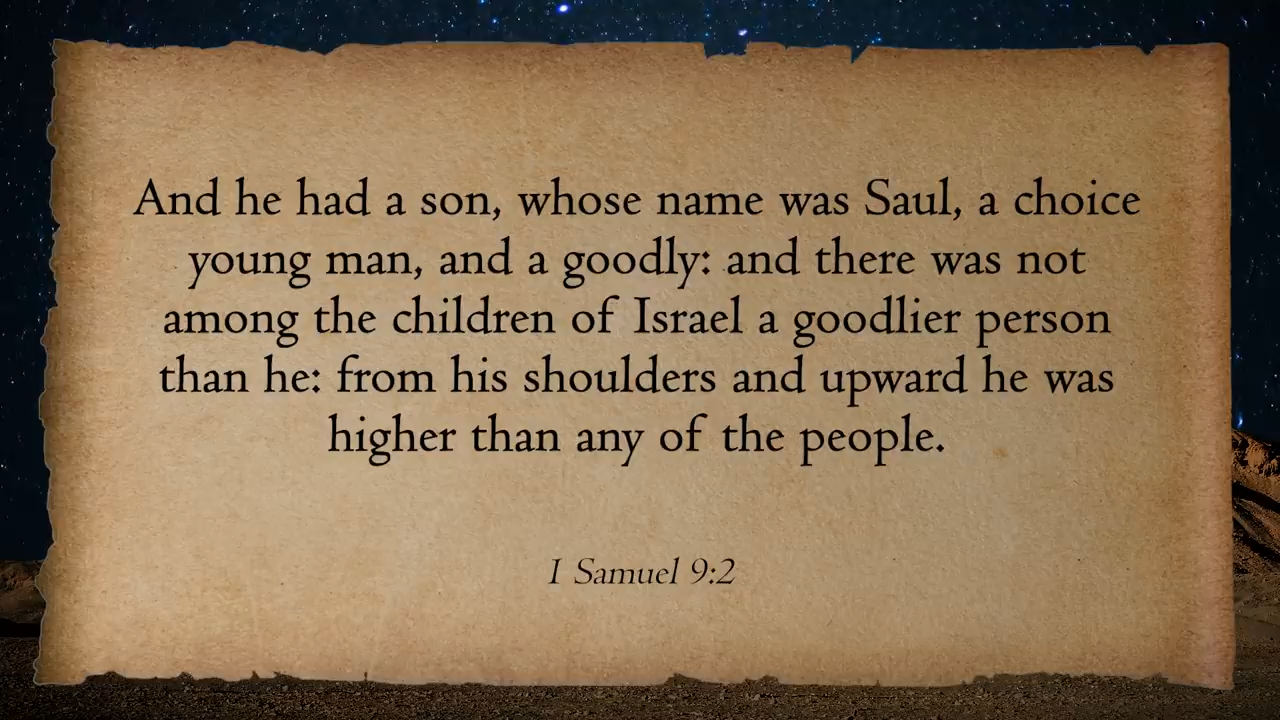 And he had a son, whose name was Saul, a choice
young man, and a goodly: and there was not
among the children of Israel a goodlier person
than he: from his shoulders and upward he was
higher than any of the people.
I Samuel 9:2